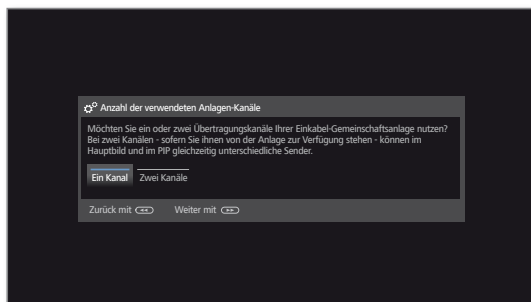 Anzahl der verwendeten Anlagen-Kanäle
Möchten Sie ein oder zwei Übertragungskanäle Ihrer Einkabel-Gemeinschaftsanlage nutzen?
Bei zwei Kanälen - sofern Sie ihnen von der Anlage zur Verfügung stehen - können im
Hauptbild und im PIP gleichzeitig unterschiedliche Sender.
Ein Kanal Zwei Kanäle
Zurück mit Weiter mit